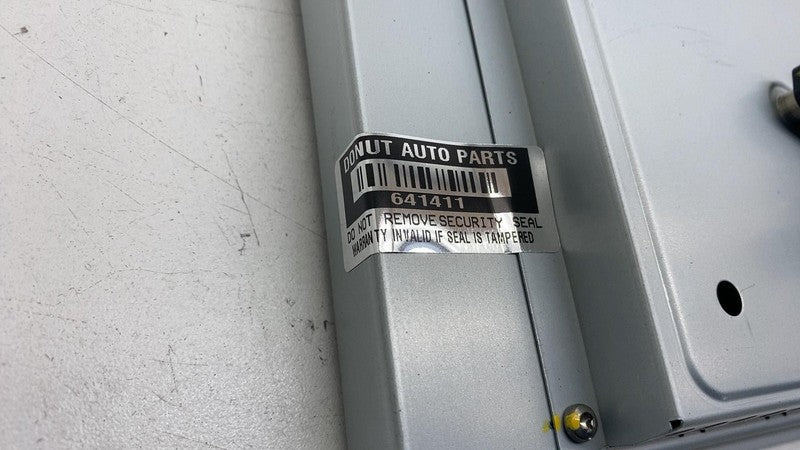 DONUT AUTO PARTS
641411
DO NOT REMOVE SECURITY SEAL
WARRANTY INVALID IF SEAL IS TAMPERED